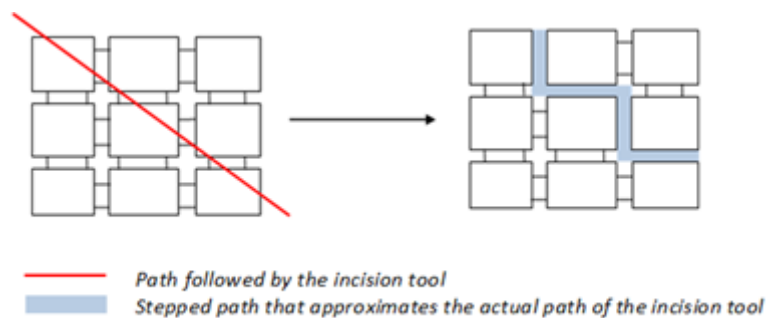 Path followed by the incision tool
Stepped path that approximates the actual path of the incision tool